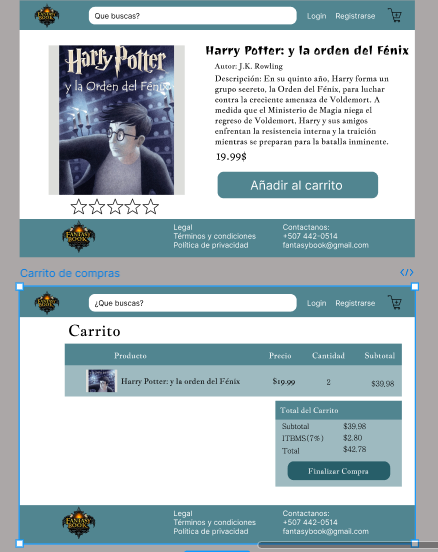 FANTASY BOOK
Que buscas?
Login
Registrarse
Harry Potter
y la Orden del Fénix
Harry Potter: y la orden del Fénix
Autor: J.K. Rowling
Descripción: En su quinto año, Harry forma un
grupo secreto, la Orden del Fénix, para luchar
contra la creciente amenaza de Voldemort. A
medida que el Ministerio de Magia niega el
regreso de Voldemort, Harry y sus amigos
enfrentan la resistencia interna y la traición
mientras se preparan para la batalla inminente.
19.99$
Añadir al carrito
FANTASY BOOK
Legal
Términos y condiciones
Política de privacidad
Contactanos:
+507 442-0514
fantasybook@gmail.com
Carrito de compras
</>
FANTASY BOOK
¿Que buscas?
Login
Registrarse
Carrito
Producto Precio Cantidad Subtotal
Harry Potter: y la orden del Fénix $19.99 2 $39,98
Total del Carrito
Subtotal $39.98
ITBMS(7%) $2.80
Total $42.78
Finalizar Compra
FANTASY BOOK
Legal
Términos y condiciones
Política de privacidad
Contactanos:
+507 442-0514
fantasybook@gmail.com